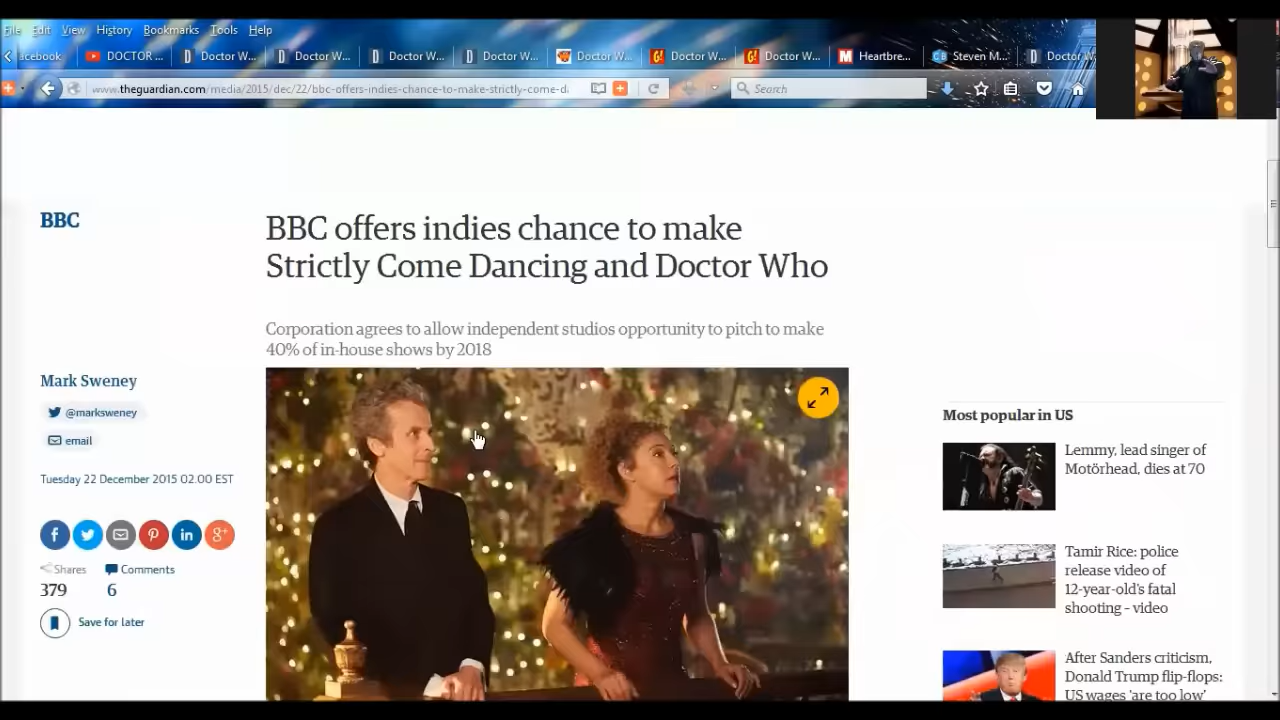 File Edit View History Bookmarks Tools Help
acebook DOCTOR ... Doctor W... Doctor W... Doctor W... Doctor W... Doctor W... Doctor W... Doctor W... Heartbre... Steven M... Doctor W
www.theguardian.com/media/2015/dec/22/bbc-offers-indies-chance-to-make-strictly-come-d
Search
BBC
BBC offers indies chance to make
Strictly Come Dancing and Doctor Who
Corporation agrees to allow independent studios opportunity to pitch to make
40% of in-house shows by 2018
Mark Sweney
@marksweney
email
Tuesday 22 December 2015 02.00 EST
Shares
379
Comments
6
Save for later
Most popular in US
Lemmy, lead singer of
Motörhead, dies at 70
Tamir Rice: police
release video of
12-year-old's fatal
shooting – video
After Sanders criticism,
Donald Trump flip-flops:
US wages 'are too low'